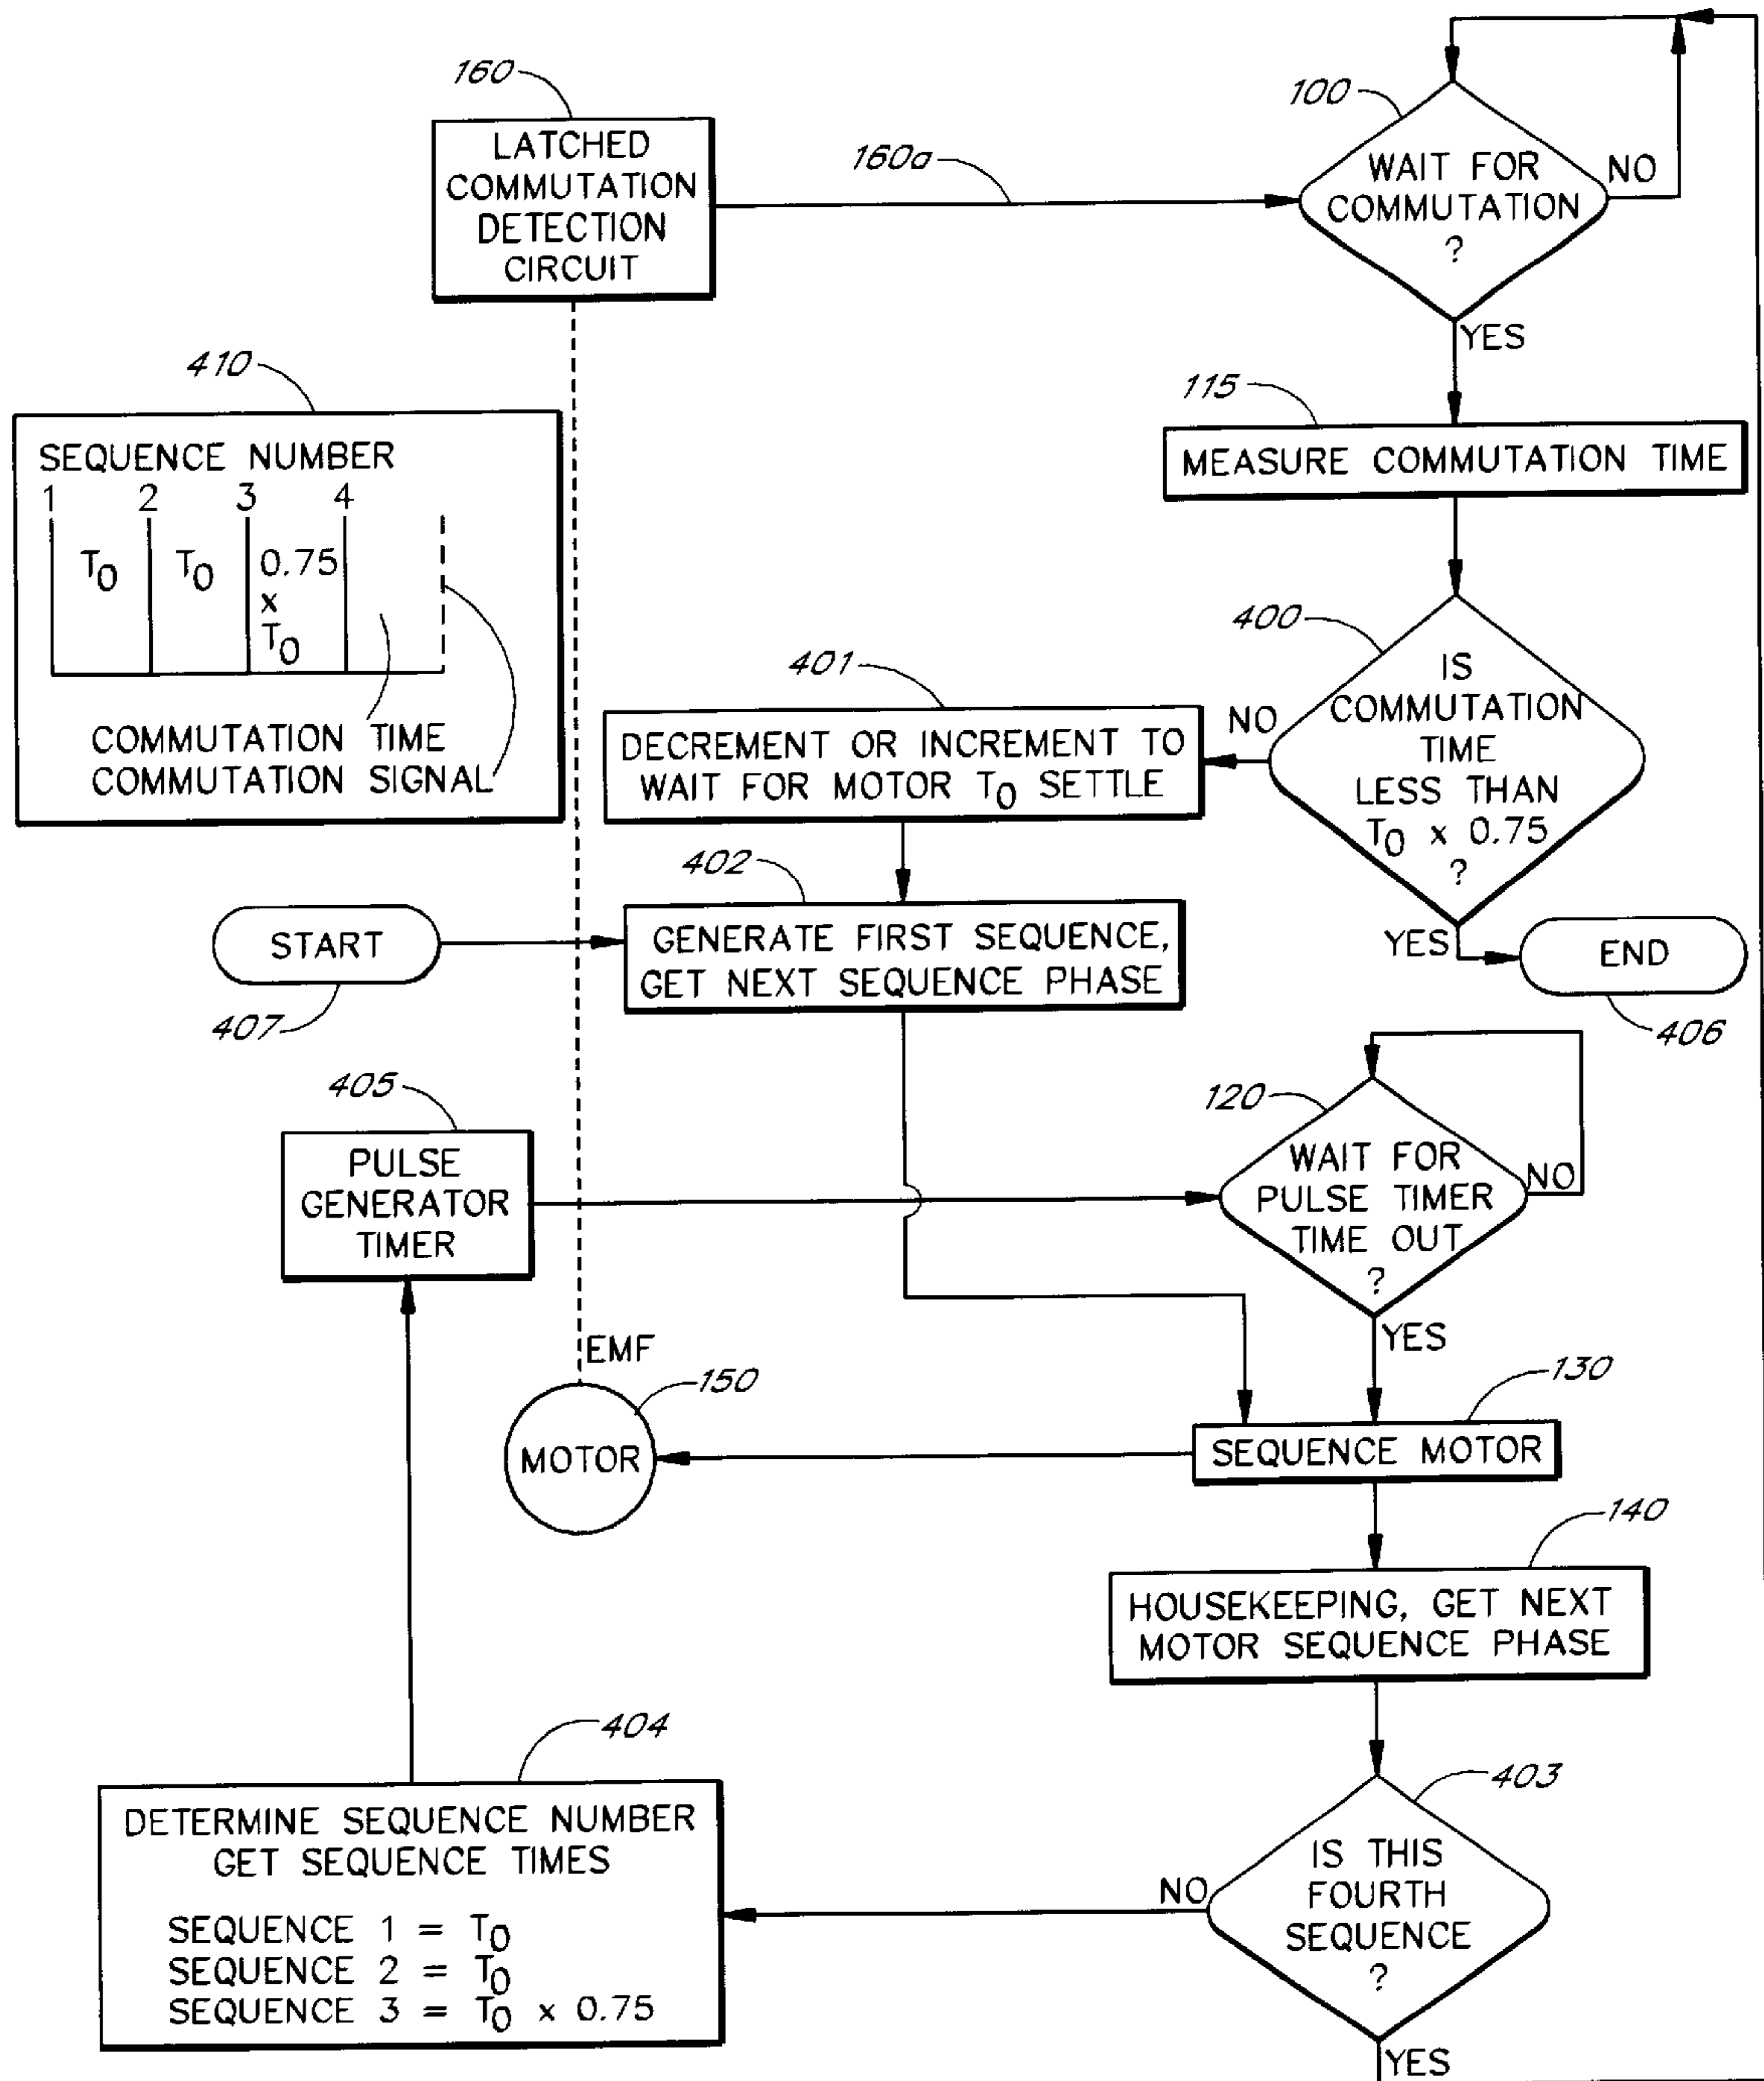 160
LATCHED
COMMUTATION
DETECTION
CIRCUIT
160a
100
WAIT FOR
COMMUTATION
?
NO
YES
115
MEASURE COMMUTATION TIME
410
SEQUENCE NUMBER
1 2 3 4
T0 T0 0.75
x
T0
COMMUTATION TIME
COMMUTATION SIGNAL
400
IS
COMMUTATION
TIME
LESS THAN
T0 x 0.75
?
NO
YES
401
DECREMENT OR INCREMENT TO
WAIT FOR MOTOR T0 SETTLE
402
GENERATE FIRST SEQUENCE,
GET NEXT SEQUENCE PHASE
START
407
END
406
405
PULSE
GENERATOR
TIMER
120
WAIT FOR
PULSE TIMER
TIME OUT
?
NO
YES
EMF
150
MOTOR
130
SEQUENCE MOTOR
140
HOUSEKEEPING, GET NEXT
MOTOR SEQUENCE PHASE
404
DETERMINE SEQUENCE NUMBER
GET SEQUENCE TIMES
SEQUENCE 1 = T0
SEQUENCE 2 = T0
SEQUENCE 3 = T0 x 0.75
403
IS THIS
FOURTH
SEQUENCE
?
NO
YES